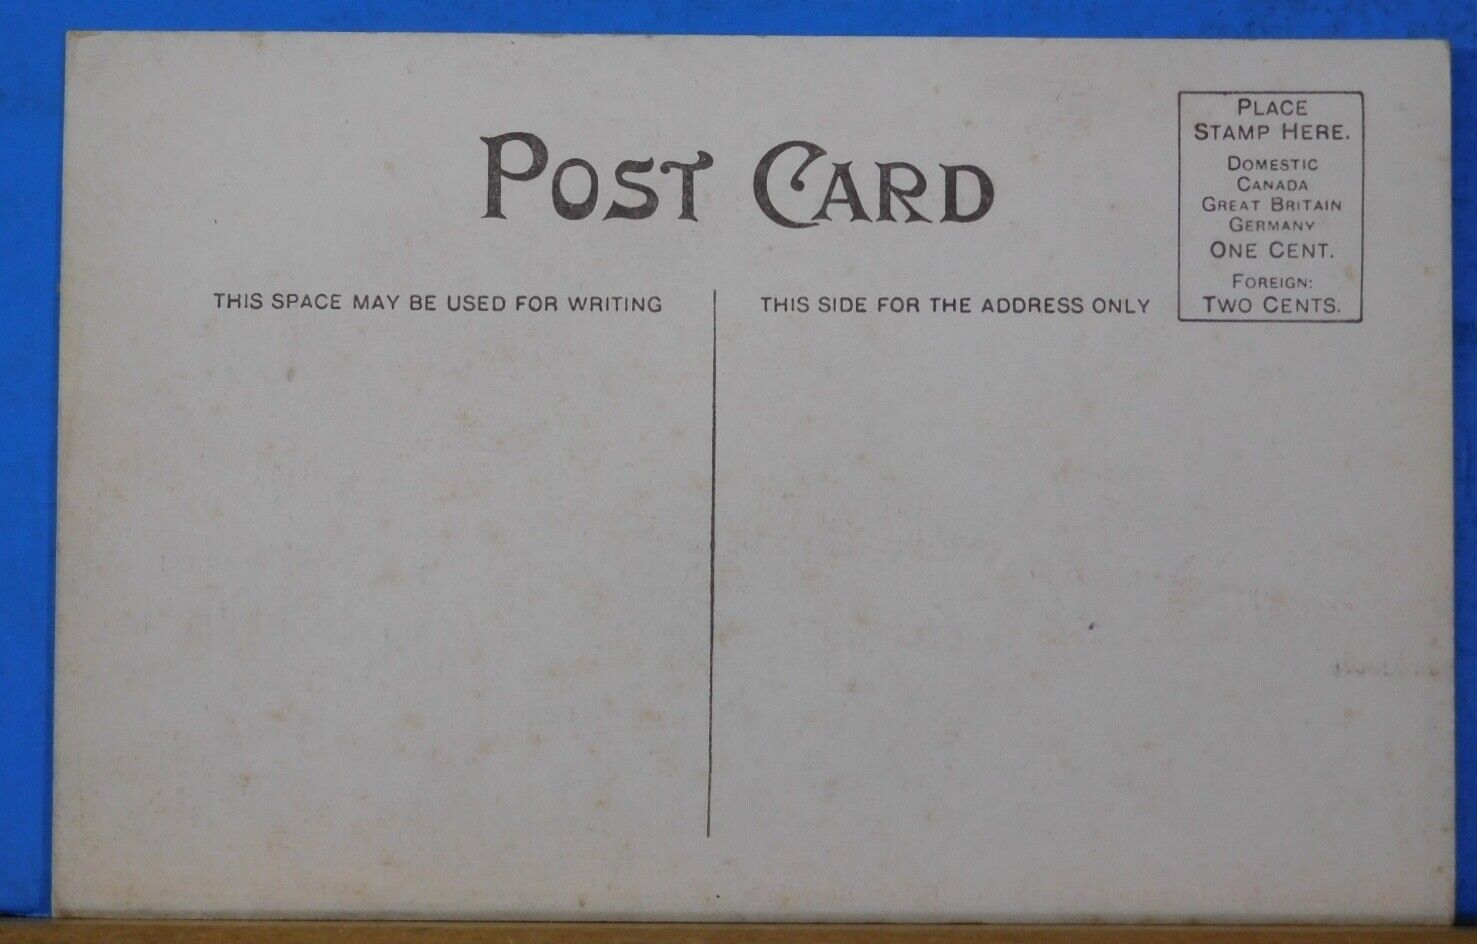 POST CARD
PLACE
STAMP HERE.
DOMESTIC
CANADA
GREAT BRITAIN
GERMANY
ONE CENT.
FOREIGN:
TWO CENTS.
THIS SPACE MAY BE USED FOR WRITING
THIS SIDE FOR THE ADDRESS ONLY